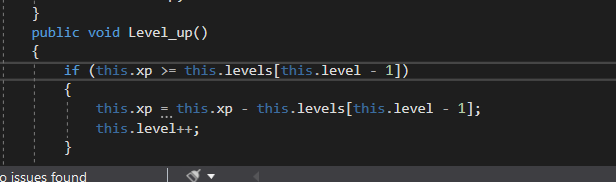 }
public void Level_up()
{
if (this.xp >= this.levels[this.level - 1])
{
this.xp = this.xp - this.levels[this.level - 1];
this.level++;
}
o issues found